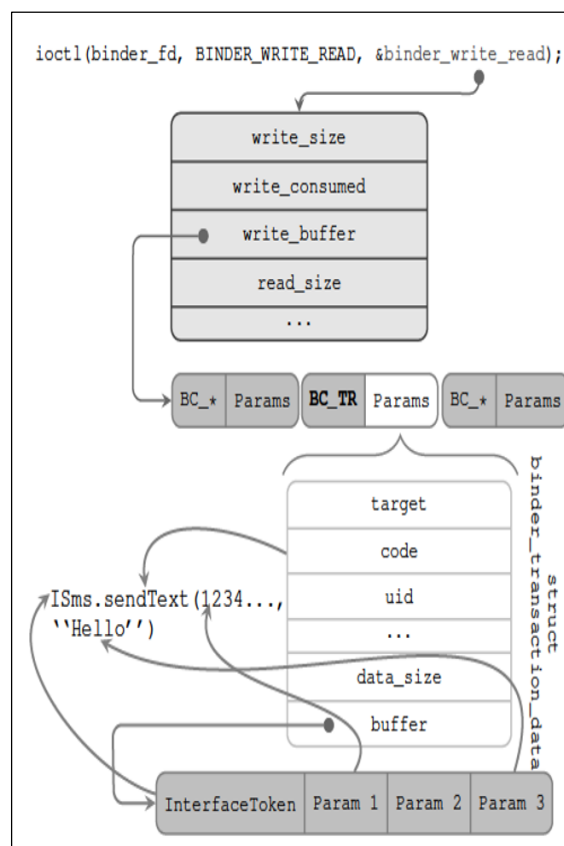 ioctl(binder_fd, BINDER_WRITE_READ, &binder_write_read);
write_size
write_consumed
write_buffer
read_size
...
BC_* Params BC_TR Params BC_* Params
struct
binder_transaction_data
target
code
uid
...
data_size
buffer
ISms.sendText(1234...,
‘‘Hello’’)
InterfaceToken Param 1 Param 2 Param 3